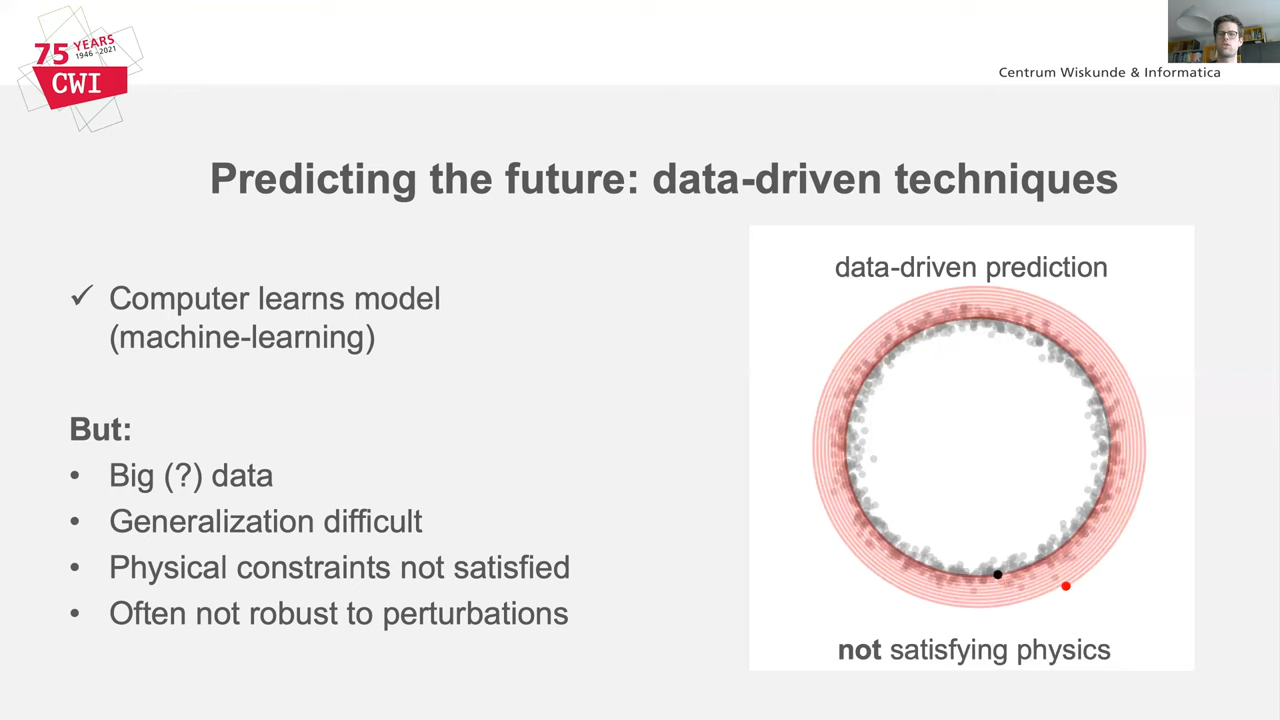 75 YEARS
1946 - 2021
CWI
Centrum Wiskunde & Informatica
Predicting the future: data-driven techniques
✓ Computer learns model
(machine-learning)
But:
• Big (?) data
• Generalization difficult
• Physical constraints not satisfied
• Often not robust to perturbations
data-driven prediction
not satisfying physics